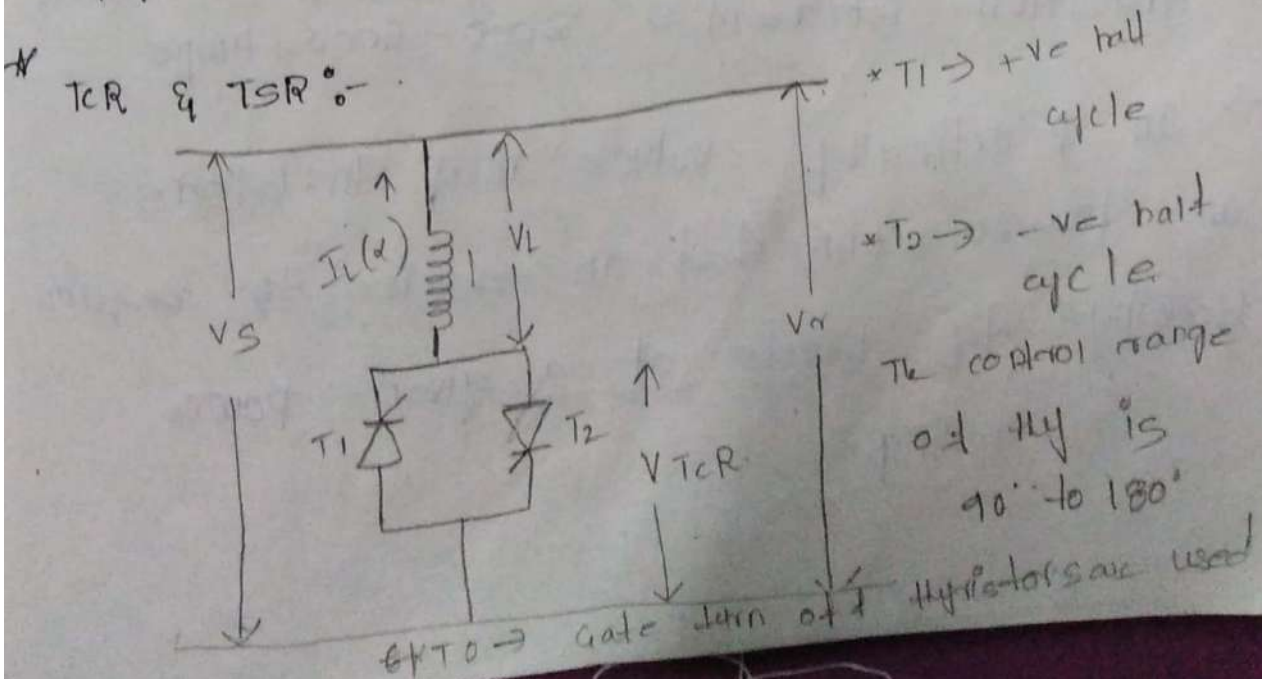 TCR & TSR :-
* T1 → +ve half
cycle
* T2 → -ve half
cycle
The control range
of thy is
90° to 180°
VS
IL(α)
L
VL
Vr
T1
T2
VTCR
GTO → Gate turn off thyristors are used